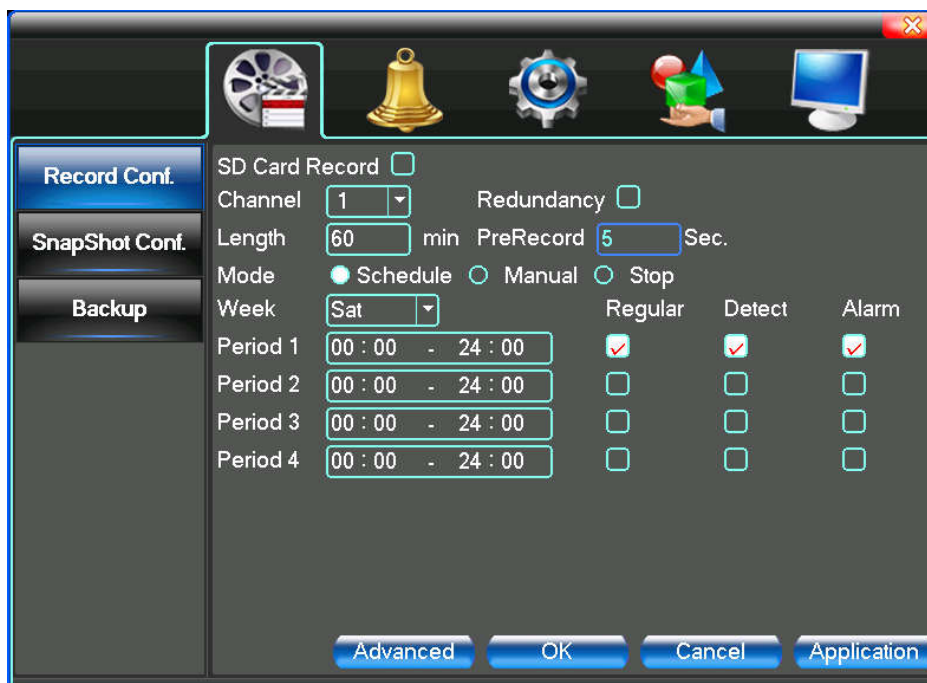 Record Conf.
SnapShot Conf.
Backup
SD Card Record
Channel 1 Redundancy
Length 60 min PreRecord 5 Sec.
Mode Schedule Manual Stop
Week Sat Regular Detect Alarm
Period 1 00 : 00 - 24 : 00
Period 2 00 : 00 - 24 : 00
Period 3 00 : 00 - 24 : 00
Period 4 00 : 00 - 24 : 00
Advanced OK Cancel Application